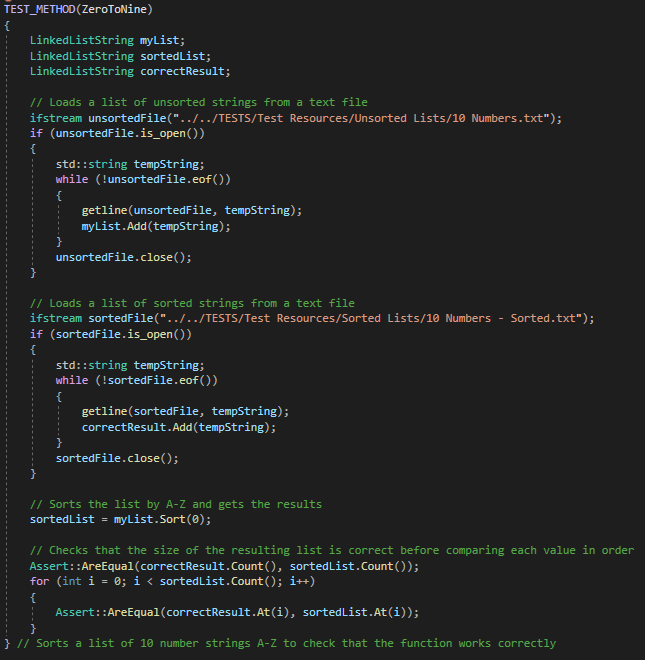 TEST_METHOD(ZeroToNine)
{
LinkedListString myList;
LinkedListString sortedList;
LinkedListString correctResult;
// Loads a list of unsorted strings from a text file
ifstream unsortedFile("../../TESTS/Test Resources/Unsorted Lists/10 Numbers.txt");
if (unsortedFile.is_open())
{
std::string tempString;
while (!unsortedFile.eof())
{
getline(unsortedFile, tempString);
myList.Add(tempString);
}
unsortedFile.close();
}
// Loads a list of sorted strings from a text file
ifstream sortedFile("../../TESTS/Test Resources/Sorted Lists/10 Numbers - Sorted.txt");
if (sortedFile.is_open())
{
std::string tempString;
while (!sortedFile.eof())
{
getline(sortedFile, tempString);
correctResult.Add(tempString);
}
sortedFile.close();
}
// Sorts the list by A-Z and gets the results
sortedList = myList.Sort(0);
// Checks that the size of the resulting list is correct before comparing each value in order
Assert::AreEqual(correctResult.Count(), sortedList.Count());
for (int i = 0; i < sortedList.Count(); i++)
{
Assert::AreEqual(correctResult.At(i), sortedList.At(i));
}
} // Sorts a list of 10 number strings A-Z to check that the function works correctly